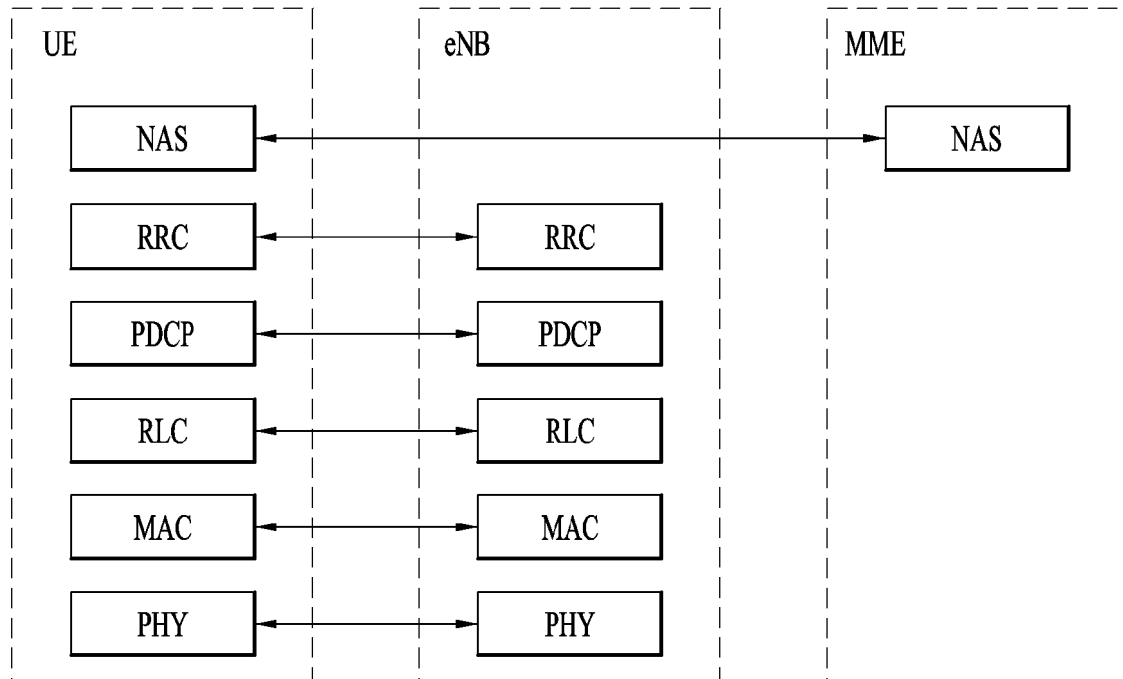 UE eNB MME
NAS NAS
RRC RRC
PDCP PDCP
RLC RLC
MAC MAC
PHY PHY